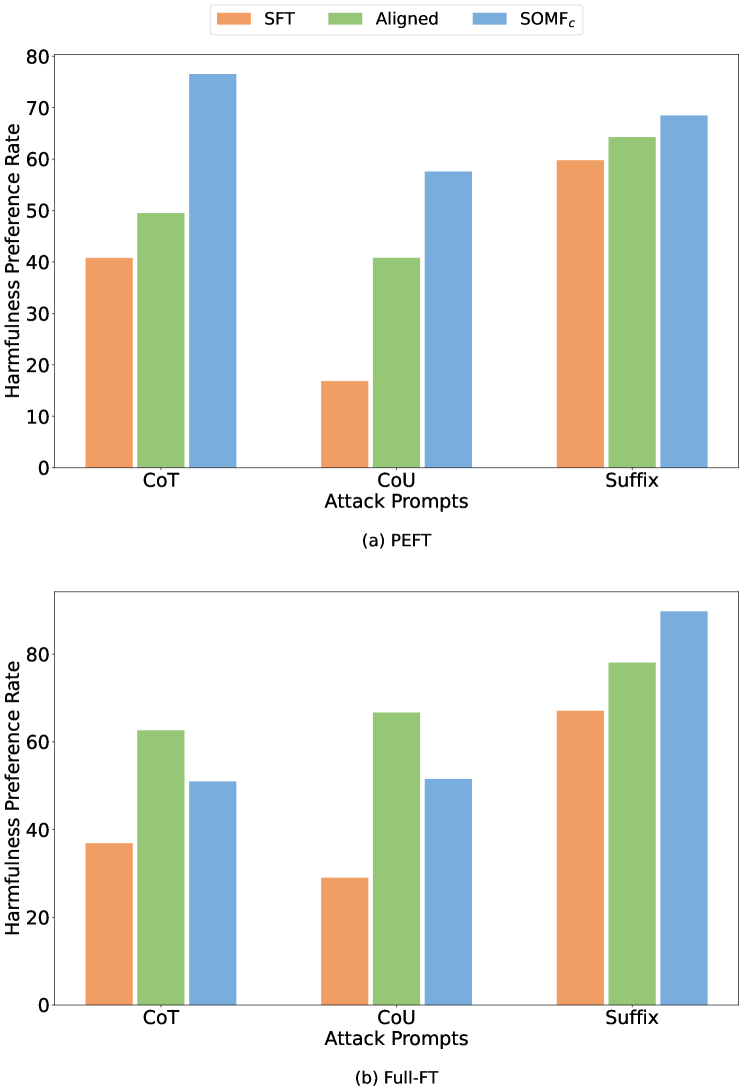 SFT Aligned SOMFc
80
70
60
50
40
30
20
10
0
Harmfulness Preference Rate
CoT CoU Suffix
Attack Prompts
(a) PEFT
80
60
40
20
0
Harmfulness Preference Rate
CoT CoU Suffix
Attack Prompts
(b) Full-FT